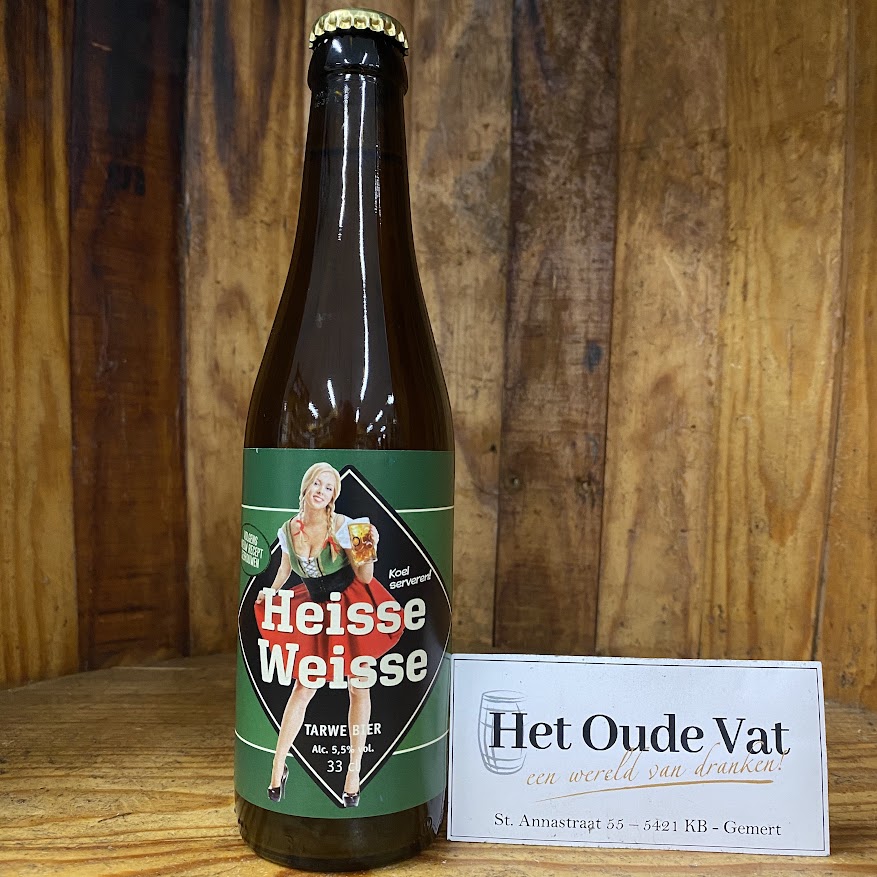 Koel
serveren!
Heisse
Weisse
TARWE BIER
Alc. 5,5% vol.
33 cl
Het Oude Vat
een wereld van dranken!
St. Annastraat 55 – 5421 KB - Gemert